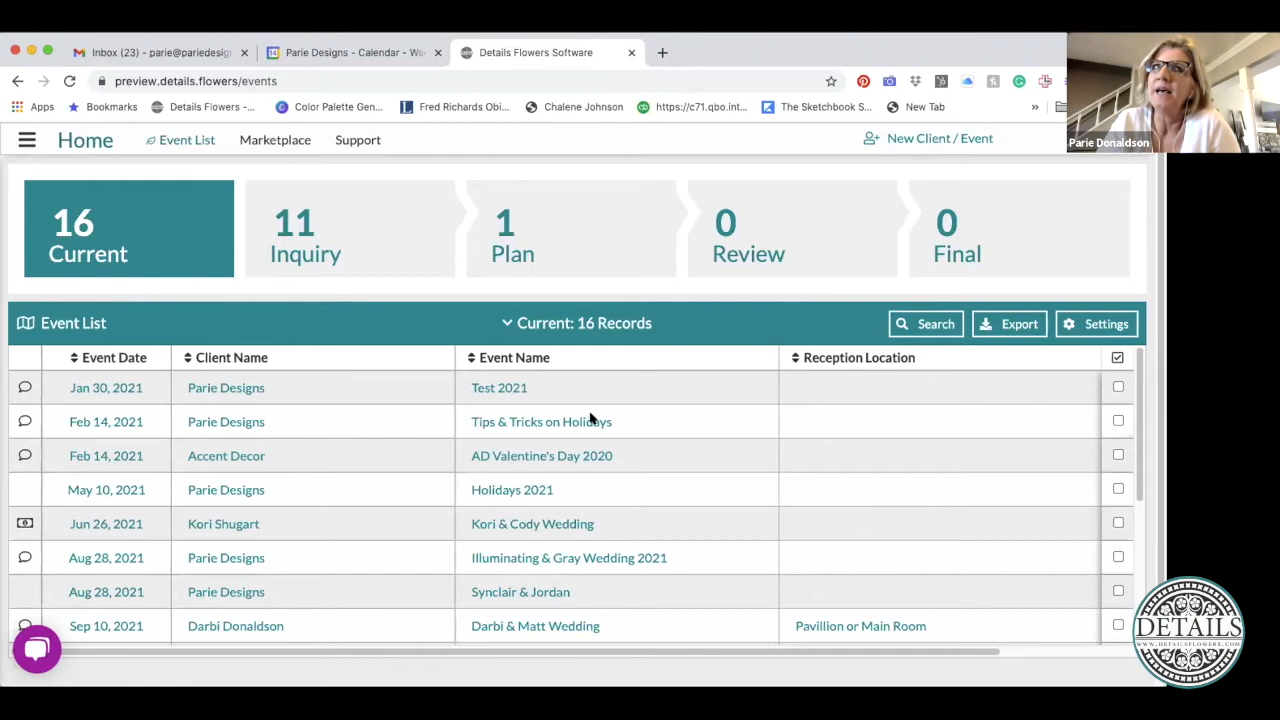 Inbox (23) - parie@pariedesig
Parie Designs - Calendar - We
Details Flowers Software
preview.details.flowers/events
Apps
Bookmarks
Details Flowers -...
Color Palette Gen...
Fred Richards Obi...
Chalene Johnson
https://c71.qbo.int...
The Sketchbook S...
New Tab
»
Parie Donaldson
Home
Event List
Marketplace
Support
New Client / Event
16
Current
11
Inquiry
1
Plan
0
Review
0
Final
Event List
Current: 16 Records
Search
Export
Settings
Event Date Client Name Event Name Reception Location
Jan 30, 2021 Parie Designs Test 2021
Feb 14, 2021 Parie Designs Tips & Tricks on Holidays
Feb 14, 2021 Accent Decor AD Valentine's Day 2020
May 10, 2021 Parie Designs Holidays 2021
Jun 26, 2021 Kori Shugart Kori & Cody Wedding
Aug 28, 2021 Parie Designs Illuminating & Gray Wedding 2021
Aug 28, 2021 Parie Designs Synclair & Jordan
Sep 10, 2021 Darbi Donaldson Darbi & Matt Wedding Pavillion or Main Room
DETAILS
WWW.DETAILSFLOWERS.COM